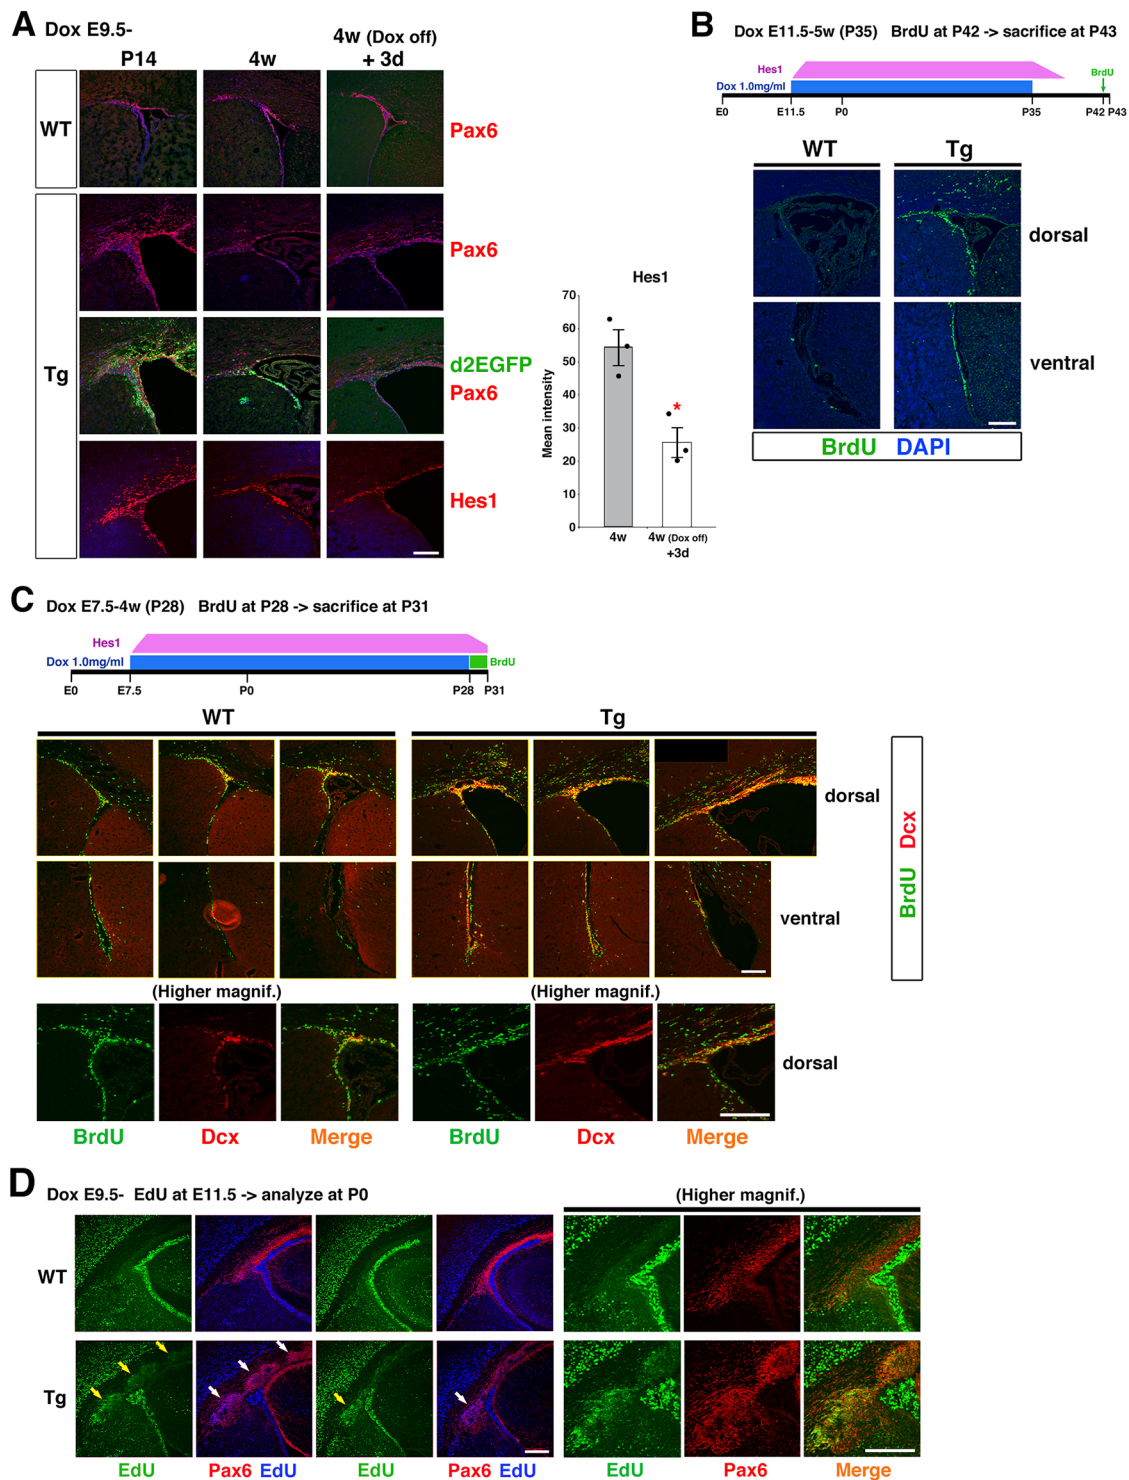 A Dox E9.5-
P14 4w 4w (Dox off) + 3d
WT Pax6
Tg Pax6
d2EGFP
Pax6
Hes1
Hes1
Mean intensity
70
60
50
40
30
20
10
0
*
4w 4w (Dox off) +3d
B Dox E11.5-5w (P35) BrdU at P42 -> sacrifice at P43
Hes1
BrdU
Dox 1.0mg/ml
E0 E11.5 P0 P35 P42 P43
WT Tg
dorsal
ventral
BrdU DAPI
C Dox E7.5-4w (P28) BrdU at P28 -> sacrifice at P31
Hes1
Dox 1.0mg/ml BrdU
E0 E7.5 P0 P28 P31
WT Tg
dorsal
ventral
BrdU Dcx
(Higher magnif.) (Higher magnif.)
dorsal
BrdU Dcx Merge BrdU Dcx Merge
D Dox E9.5- EdU at E11.5 -> analyze at P0 (Higher magnif.)
WT
Tg
EdU Pax6 EdU EdU Pax6 EdU EdU Pax6 Merge